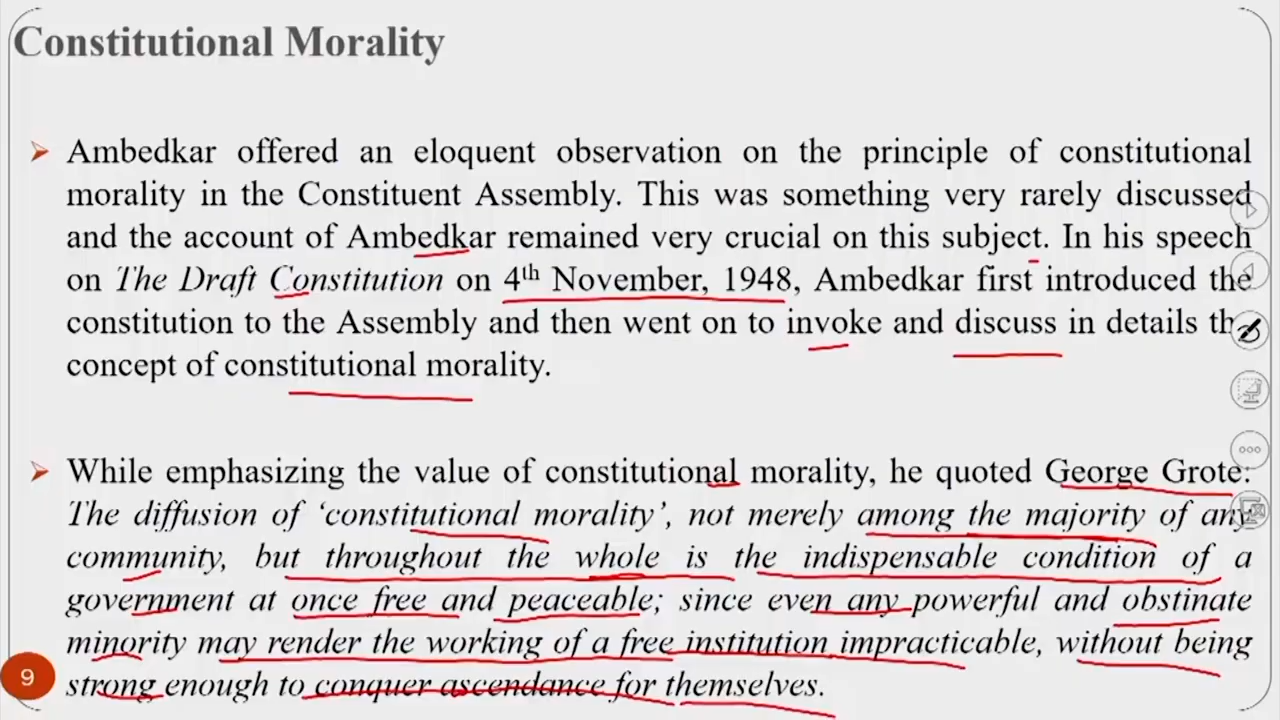 Constitutional Morality
Ambedkar offered an eloquent observation on the principle of constitutional
morality in the Constituent Assembly. This was something very rarely discussed
and the account of Ambedkar remained very crucial on this subject. In his speech
on The Draft Constitution on 4th November, 1948, Ambedkar first introduced the
constitution to the Assembly and then went on to invoke and discuss in details the
concept of constitutional morality.
While emphasizing the value of constitutional morality, he quoted George Grote:
The diffusion of ‘constitutional morality’, not merely among the majority of any
community, but throughout the whole is the indispensable condition of a
government at once free and peaceable; since even any powerful and obstinate
minority may render the working of a free institution impracticable, without being
strong enough to conquer ascendance for themselves.
9